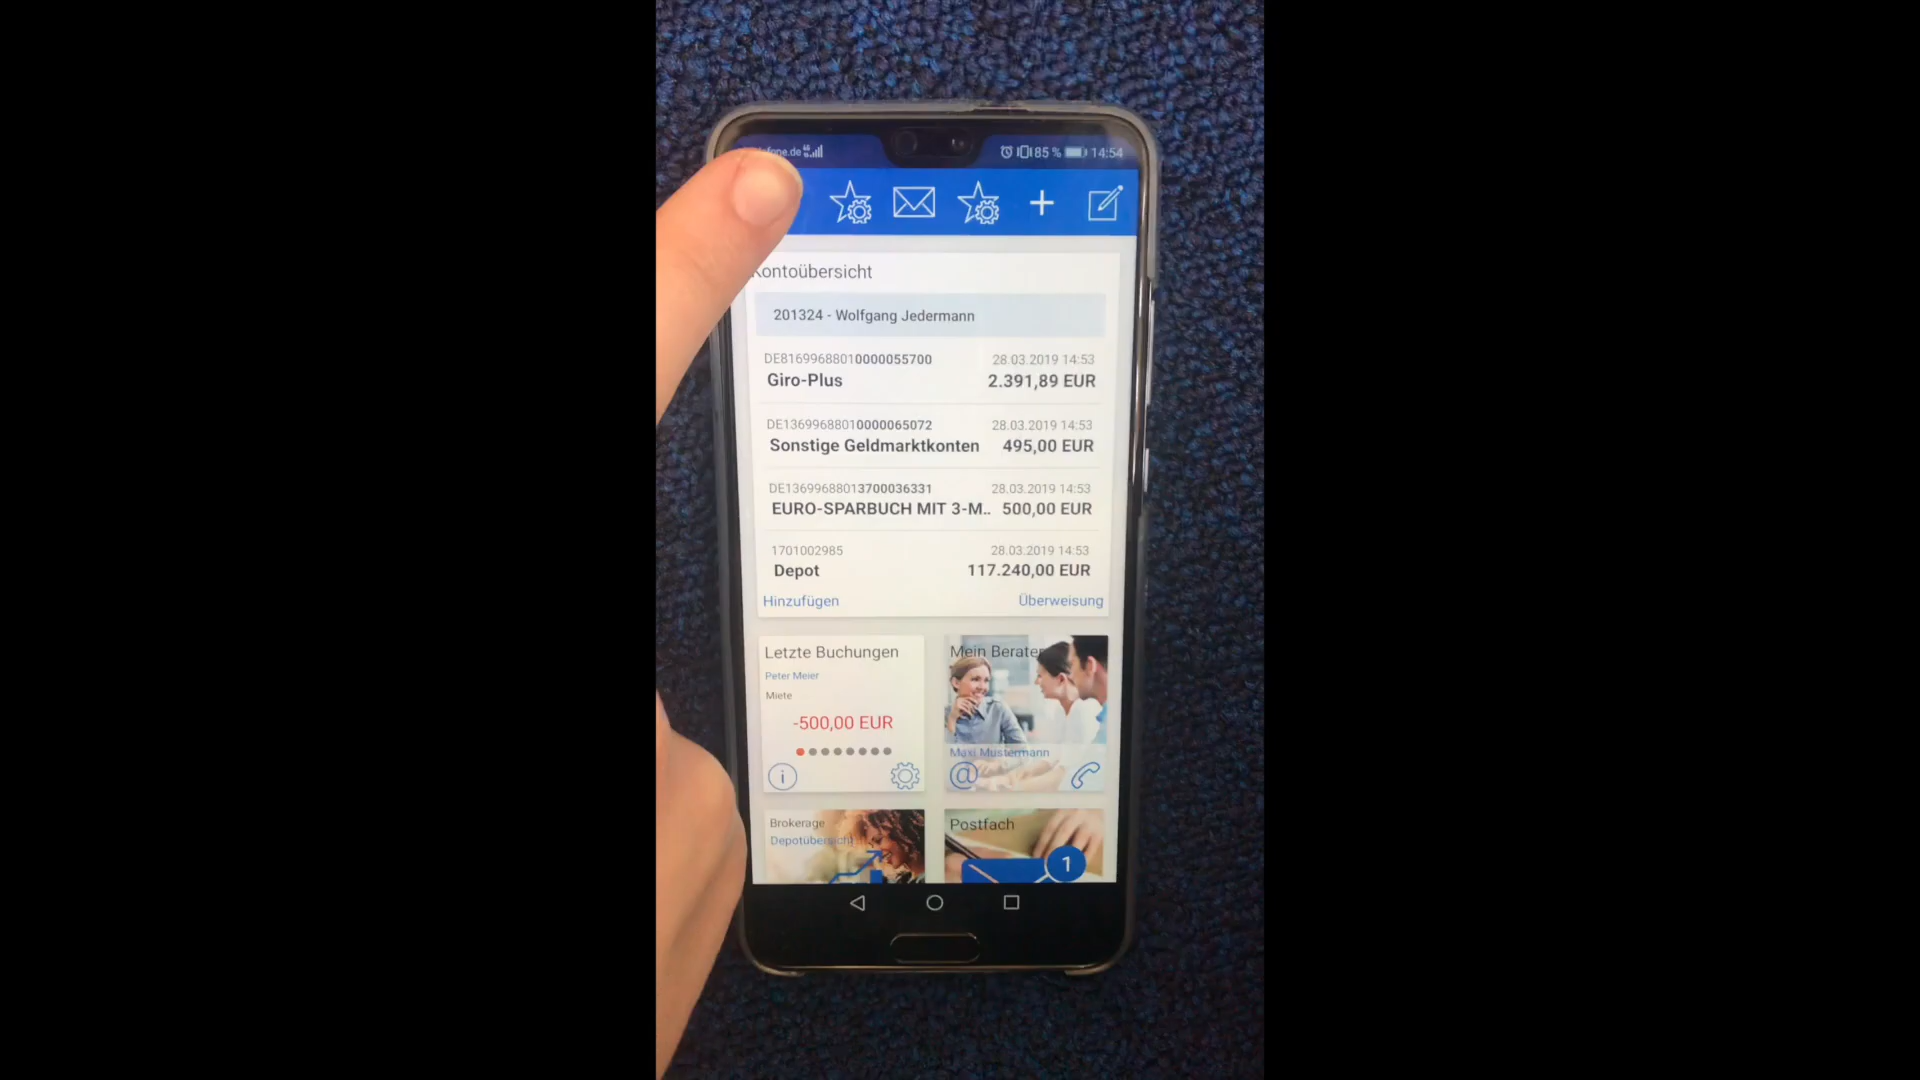 fone.de 85 % 14:54
Kontoübersicht
201324 - Wolfgang Jedermann
DE81699688010000055700 28.03.2019 14:53
Giro-Plus 2.391,89 EUR
DE13699688010000065072 28.03.2019 14:53
Sonstige Geldmarktkonten 495,00 EUR
DE13699688013700036331 28.03.2019 14:53
EURO-SPARBUCH MIT 3-M.. 500,00 EUR
1701002985 28.03.2019 14:53
Depot 117.240,00 EUR
Hinzufügen Überweisung
Letzte Buchungen
Peter Meier
Miete
-500,00 EUR
Mein Berater
Maxi Mustermann
Brokerage
Depotübersicht
Postfach
1